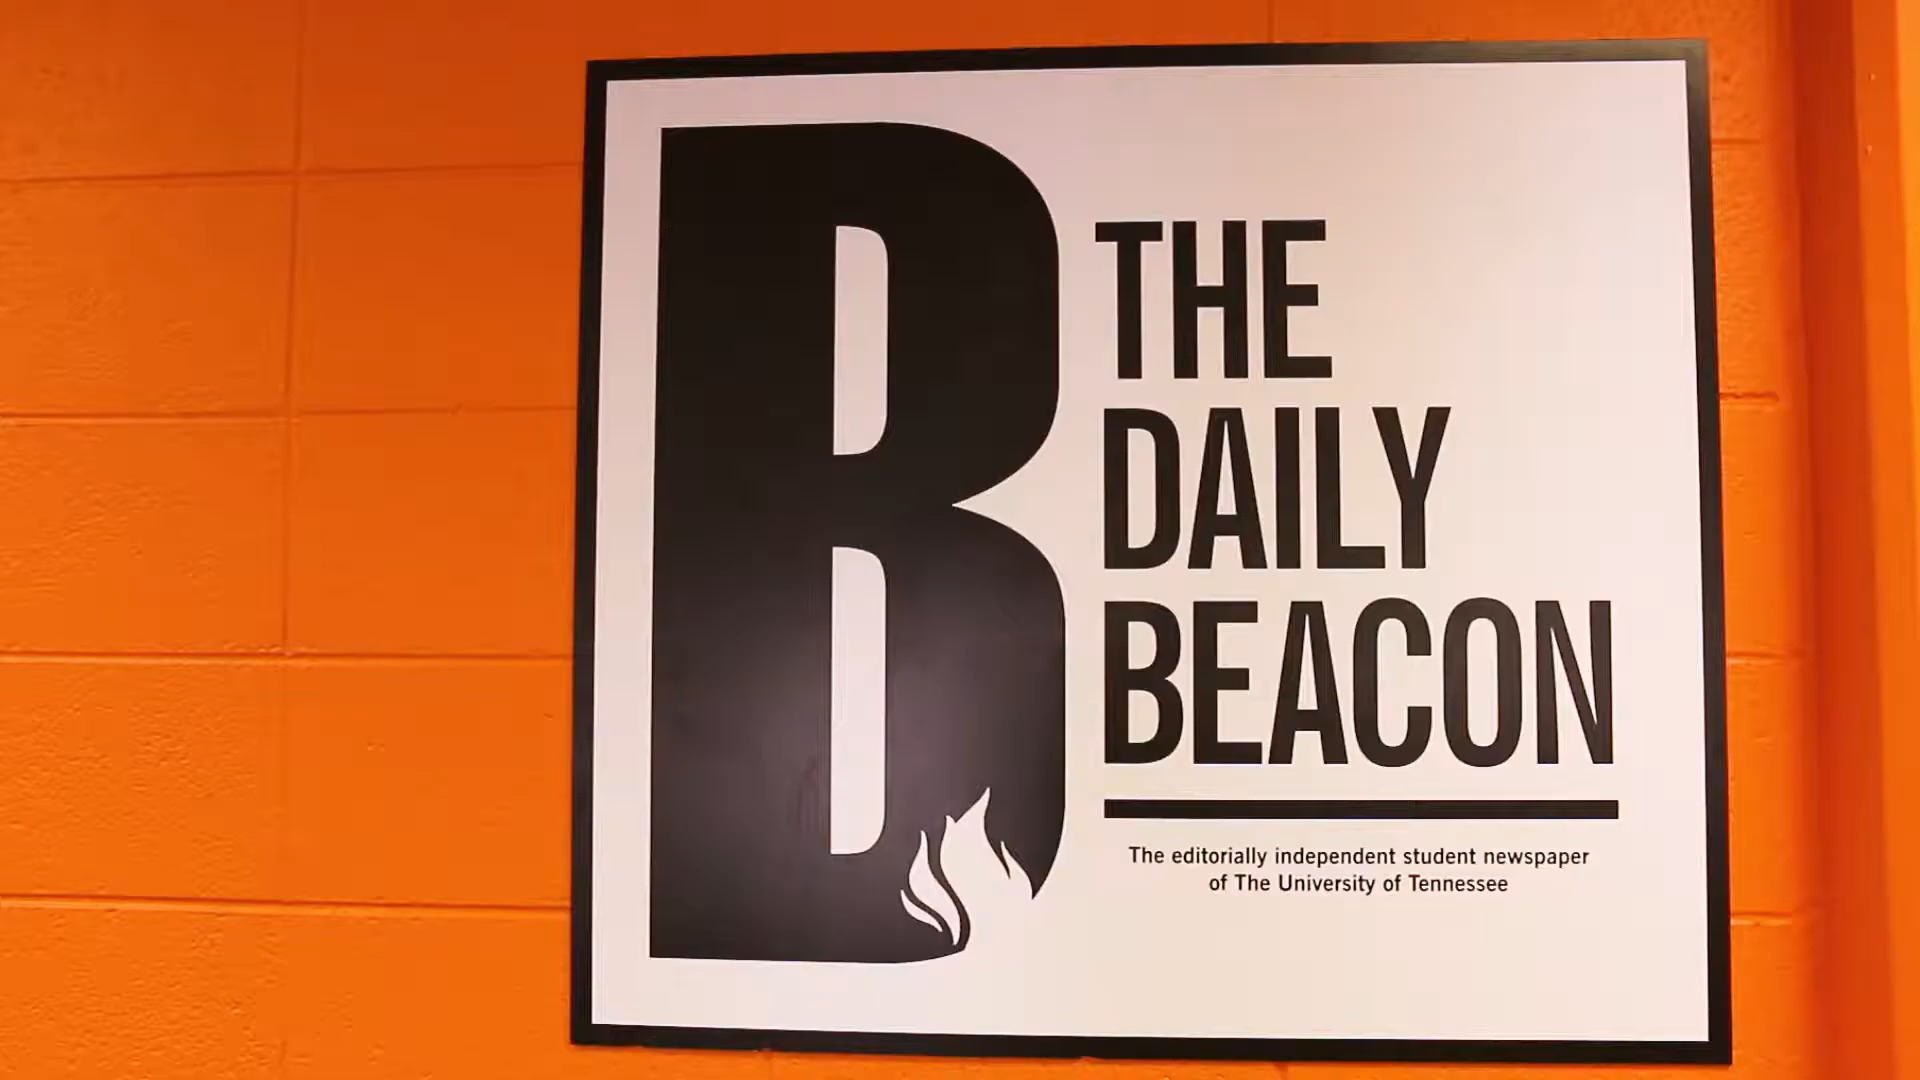 B
THE
DAILY
BEACON
The editorially independent student newspaper
of The University of Tennessee